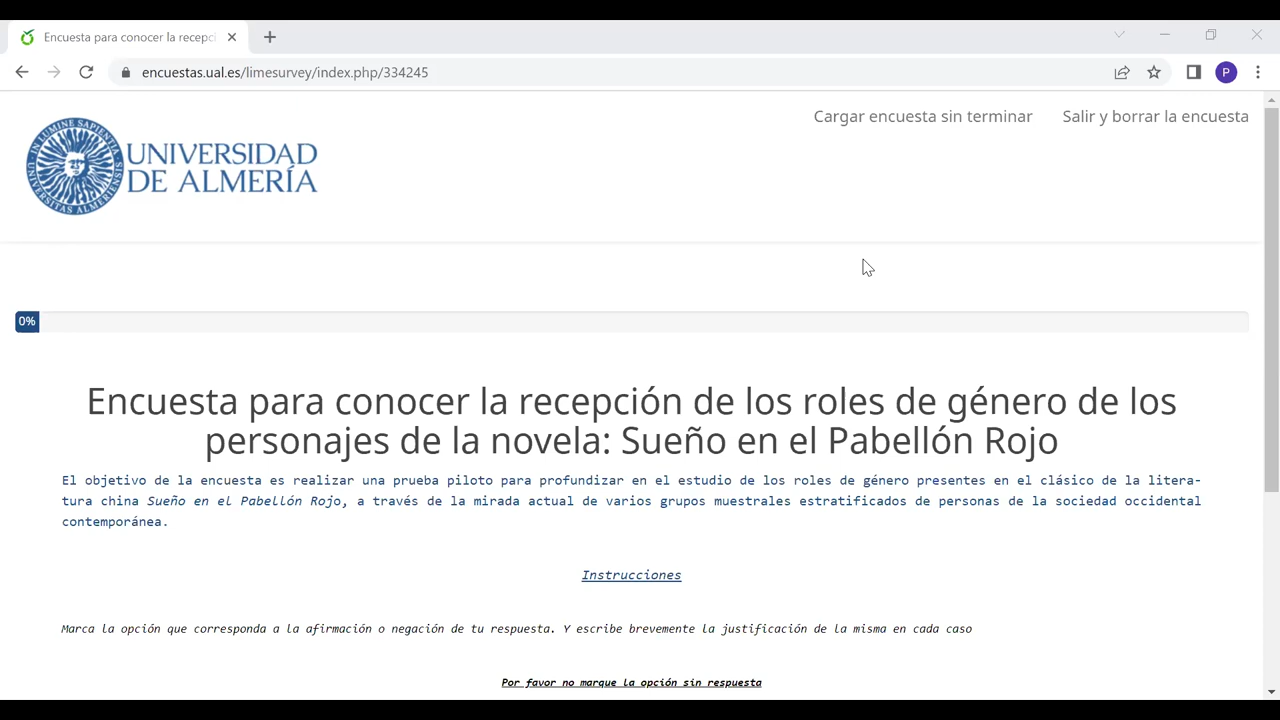 Encuesta para conocer la recepci
encuestas.ual.es/limesurvey/index.php/334245
P
Cargar encuesta sin terminar
Salir y borrar la encuesta
IN LUMINE SAPIENTIA
UNIVERSITAS ALMERIENSIS
UNIVERSIDAD
DE ALMERÍA
0%
Encuesta para conocer la recepción de los roles de género de los
personajes de la novela: Sueño en el Pabellón Rojo
El objetivo de la encuesta es realizar una prueba piloto para profundizar en el estudio de los roles de género presentes en el clásico de la litera-
tura china Sueño en el Pabellón Rojo, a través de la mirada actual de varios grupos muestrales estratificados de personas de la sociedad occidental
contemporánea.
Instrucciones
Marca la opción que corresponda a la afirmación o negación de tu respuesta. Y escribe brevemente la justificación de la misma en cada caso
Por favor no marque la opción sin respuesta